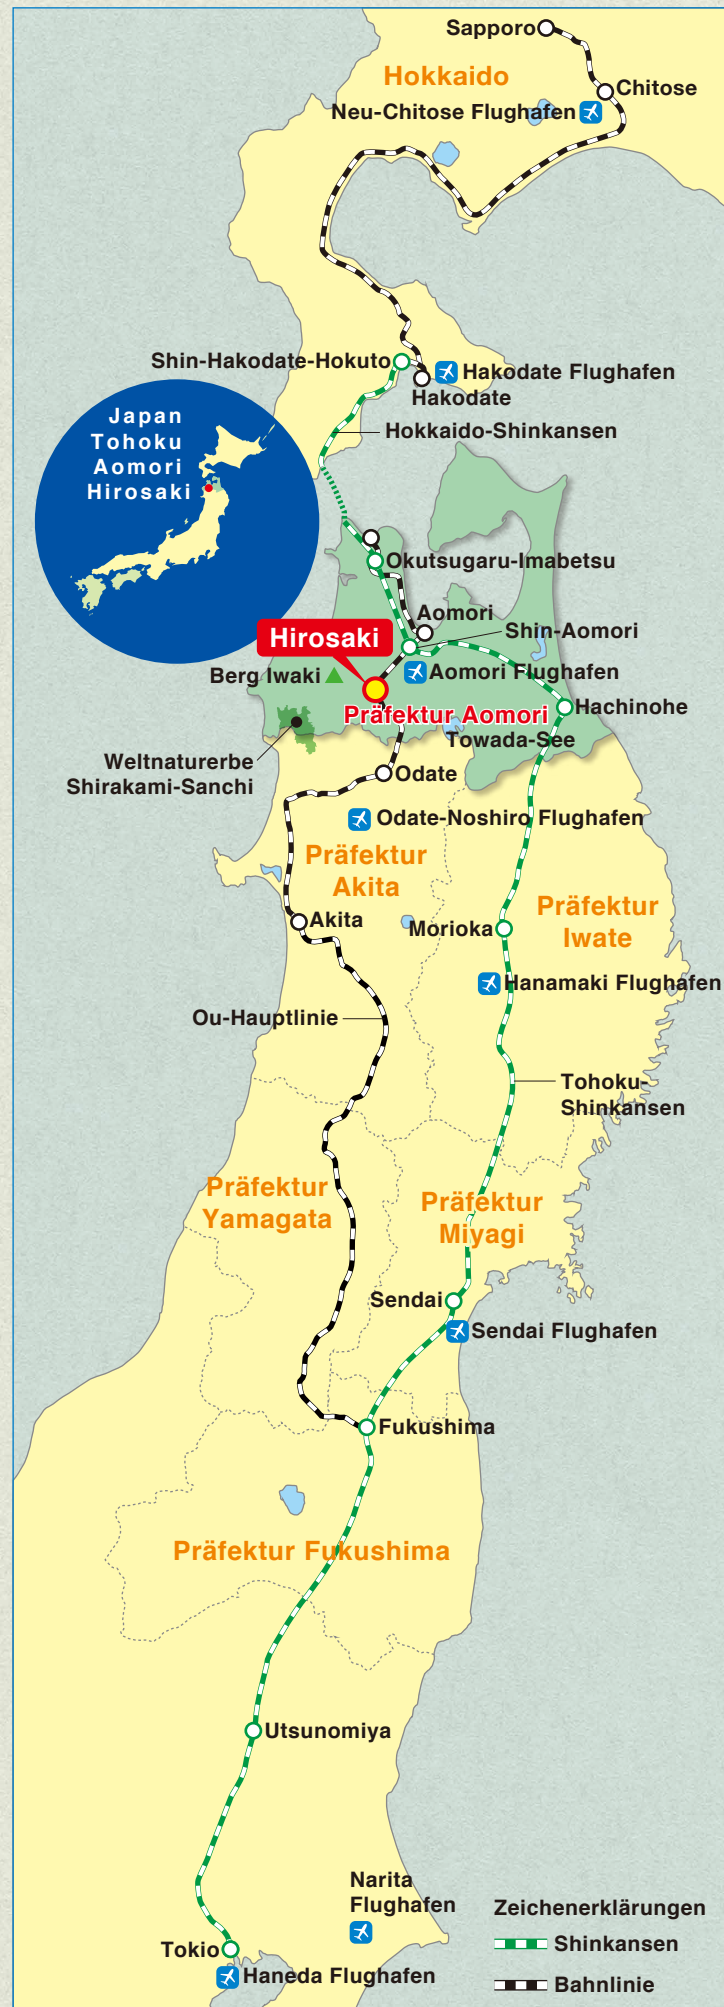 Sapporo
Hokkaido
Chitose
Neu-Chitose Flughafen
Shin-Hakodate-Hokuto
Hakodate Flughafen
Hakodate
Hokkaido-Shinkansen
Japan
Tohoku
Aomori
Hirosaki
Okutsugaru-Imabetsu
Aomori
Shin-Aomori
Hirosaki
Berg Iwaki
Aomori Flughafen
Präfektur Aomori
Hachinohe
Towada-See
Weltnaturerbe
Shirakami-Sanchi
Odate
Odate-Noshiro Flughafen
Präfektur
Akita
Präfektur
Iwate
Akita
Morioka
Hanamaki Flughafen
Ou-Hauptlinie
Tohoku-
Shinkansen
Präfektur
Yamagata
Präfektur
Miyagi
Sendai
Sendai Flughafen
Fukushima
Präfektur Fukushima
Utsunomiya
Narita
Flughafen
Tokio
Haneda Flughafen
Zeichenerklärungen
Shinkansen
Bahnlinie